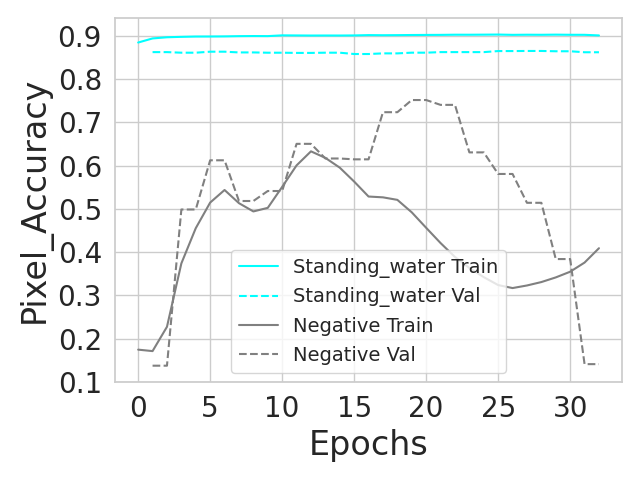 Pixel_Accuracy
0.9
0.8
0.7
0.6
0.5
0.4
0.3
0.2
0.1
Standing_water Train
Standing_water Val
Negative Train
Negative Val
0 5 10 15 20 25 30
Epochs